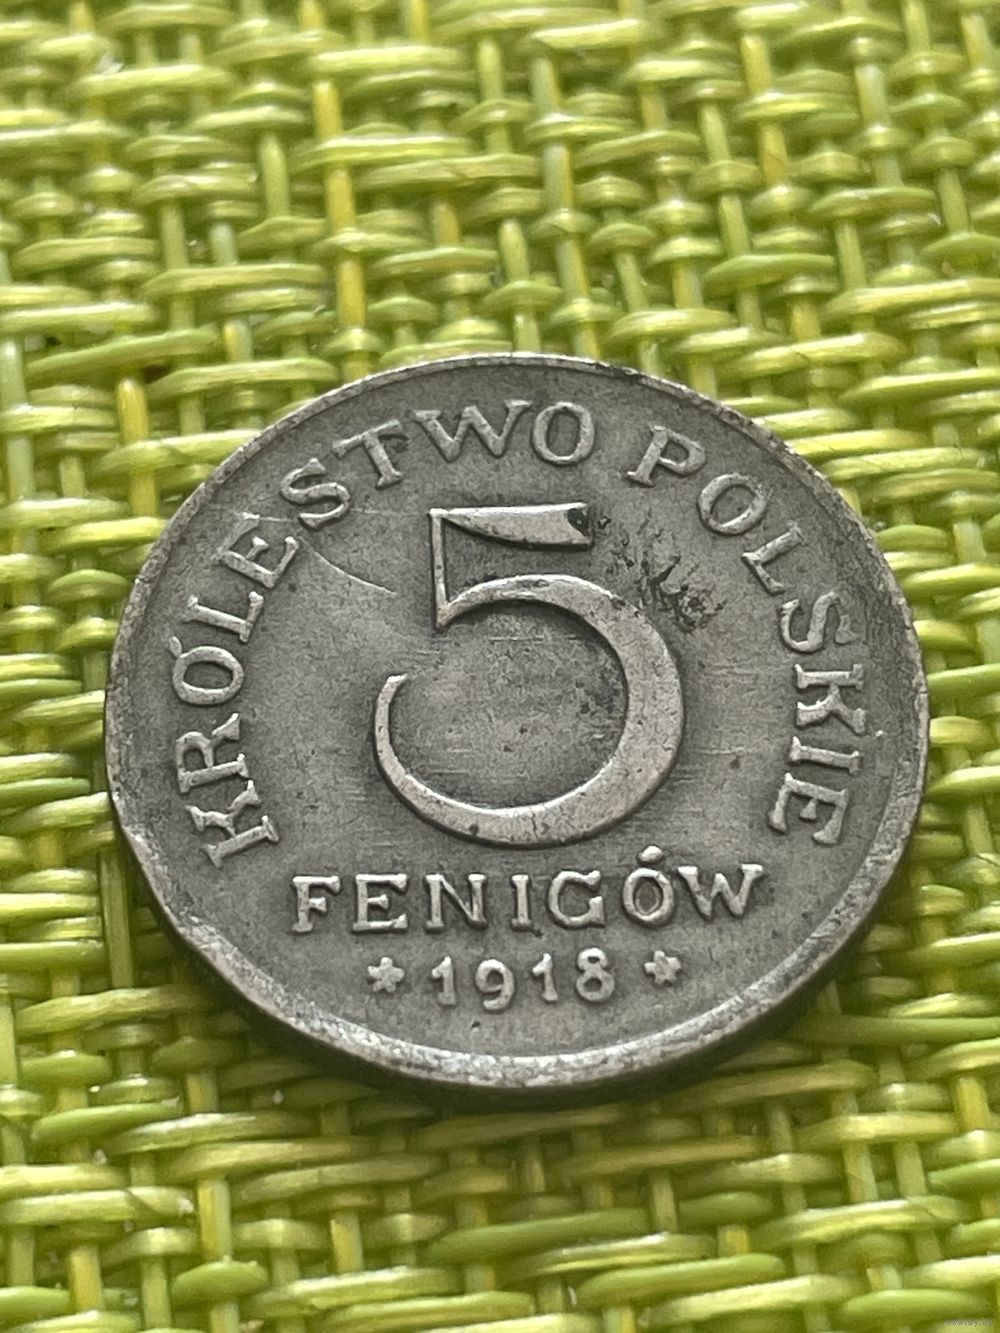 KRÓLESTWO POLSKIE
5
FENIGÓW
* 1918 *